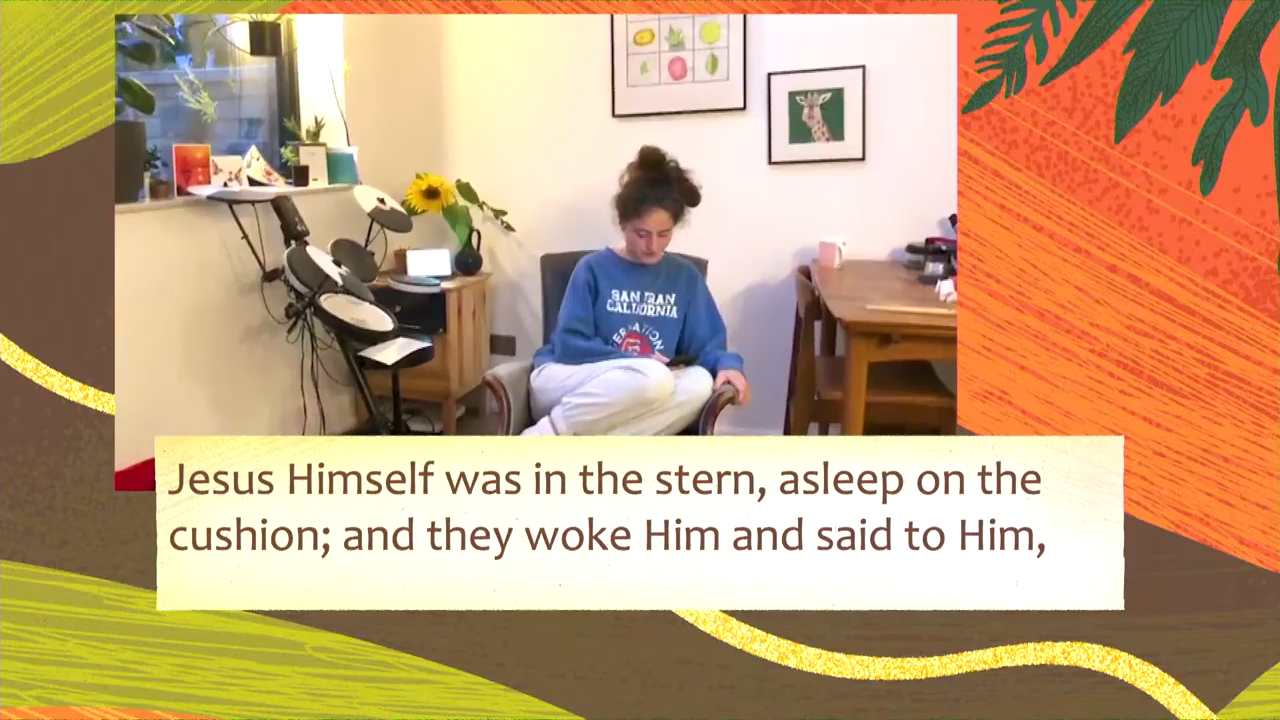 SAN FRAN
CALIFORNIA
Jesus Himself was in the stern, asleep on the
cushion; and they woke Him and said to Him,